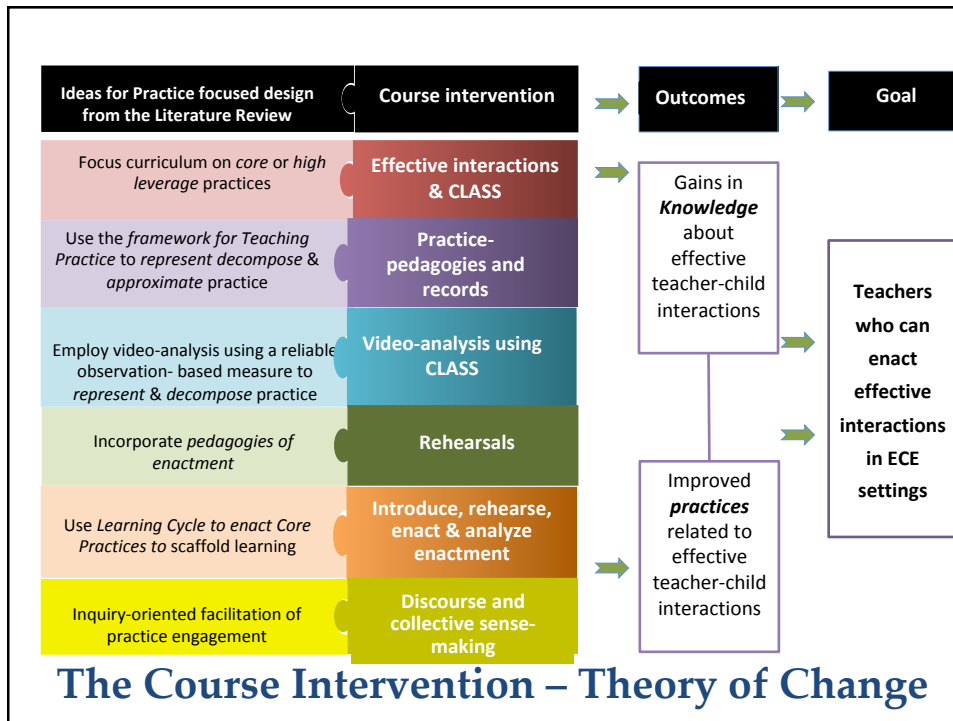 Ideas for Practice focused design
from the Literature Review
Course intervention
Outcomes
Goal
Focus curriculum on core or high
leverage practices
Effective interactions
& CLASS
Use the framework for Teaching
Practice to represent decompose &
approximate practice
Practice-
pedagogies and
records
Employ video-analysis using a reliable
observation- based measure to
represent & decompose practice
Video-analysis using
CLASS
Incorporate pedagogies of
enactment
Rehearsals
Use Learning Cycle to enact Core
Practices to scaffold learning
Introduce, rehearse,
enact & analyze
enactment
Inquiry-oriented facilitation of
practice engagement
Discourse and
collective sense-
making
Gains in
Knowledge
about
effective
teacher-child
interactions
Improved
practices
related to
effective
teacher-child
interactions
Teachers
who can
enact
effective
interactions
in ECE
settings
The Course Intervention – Theory of Change